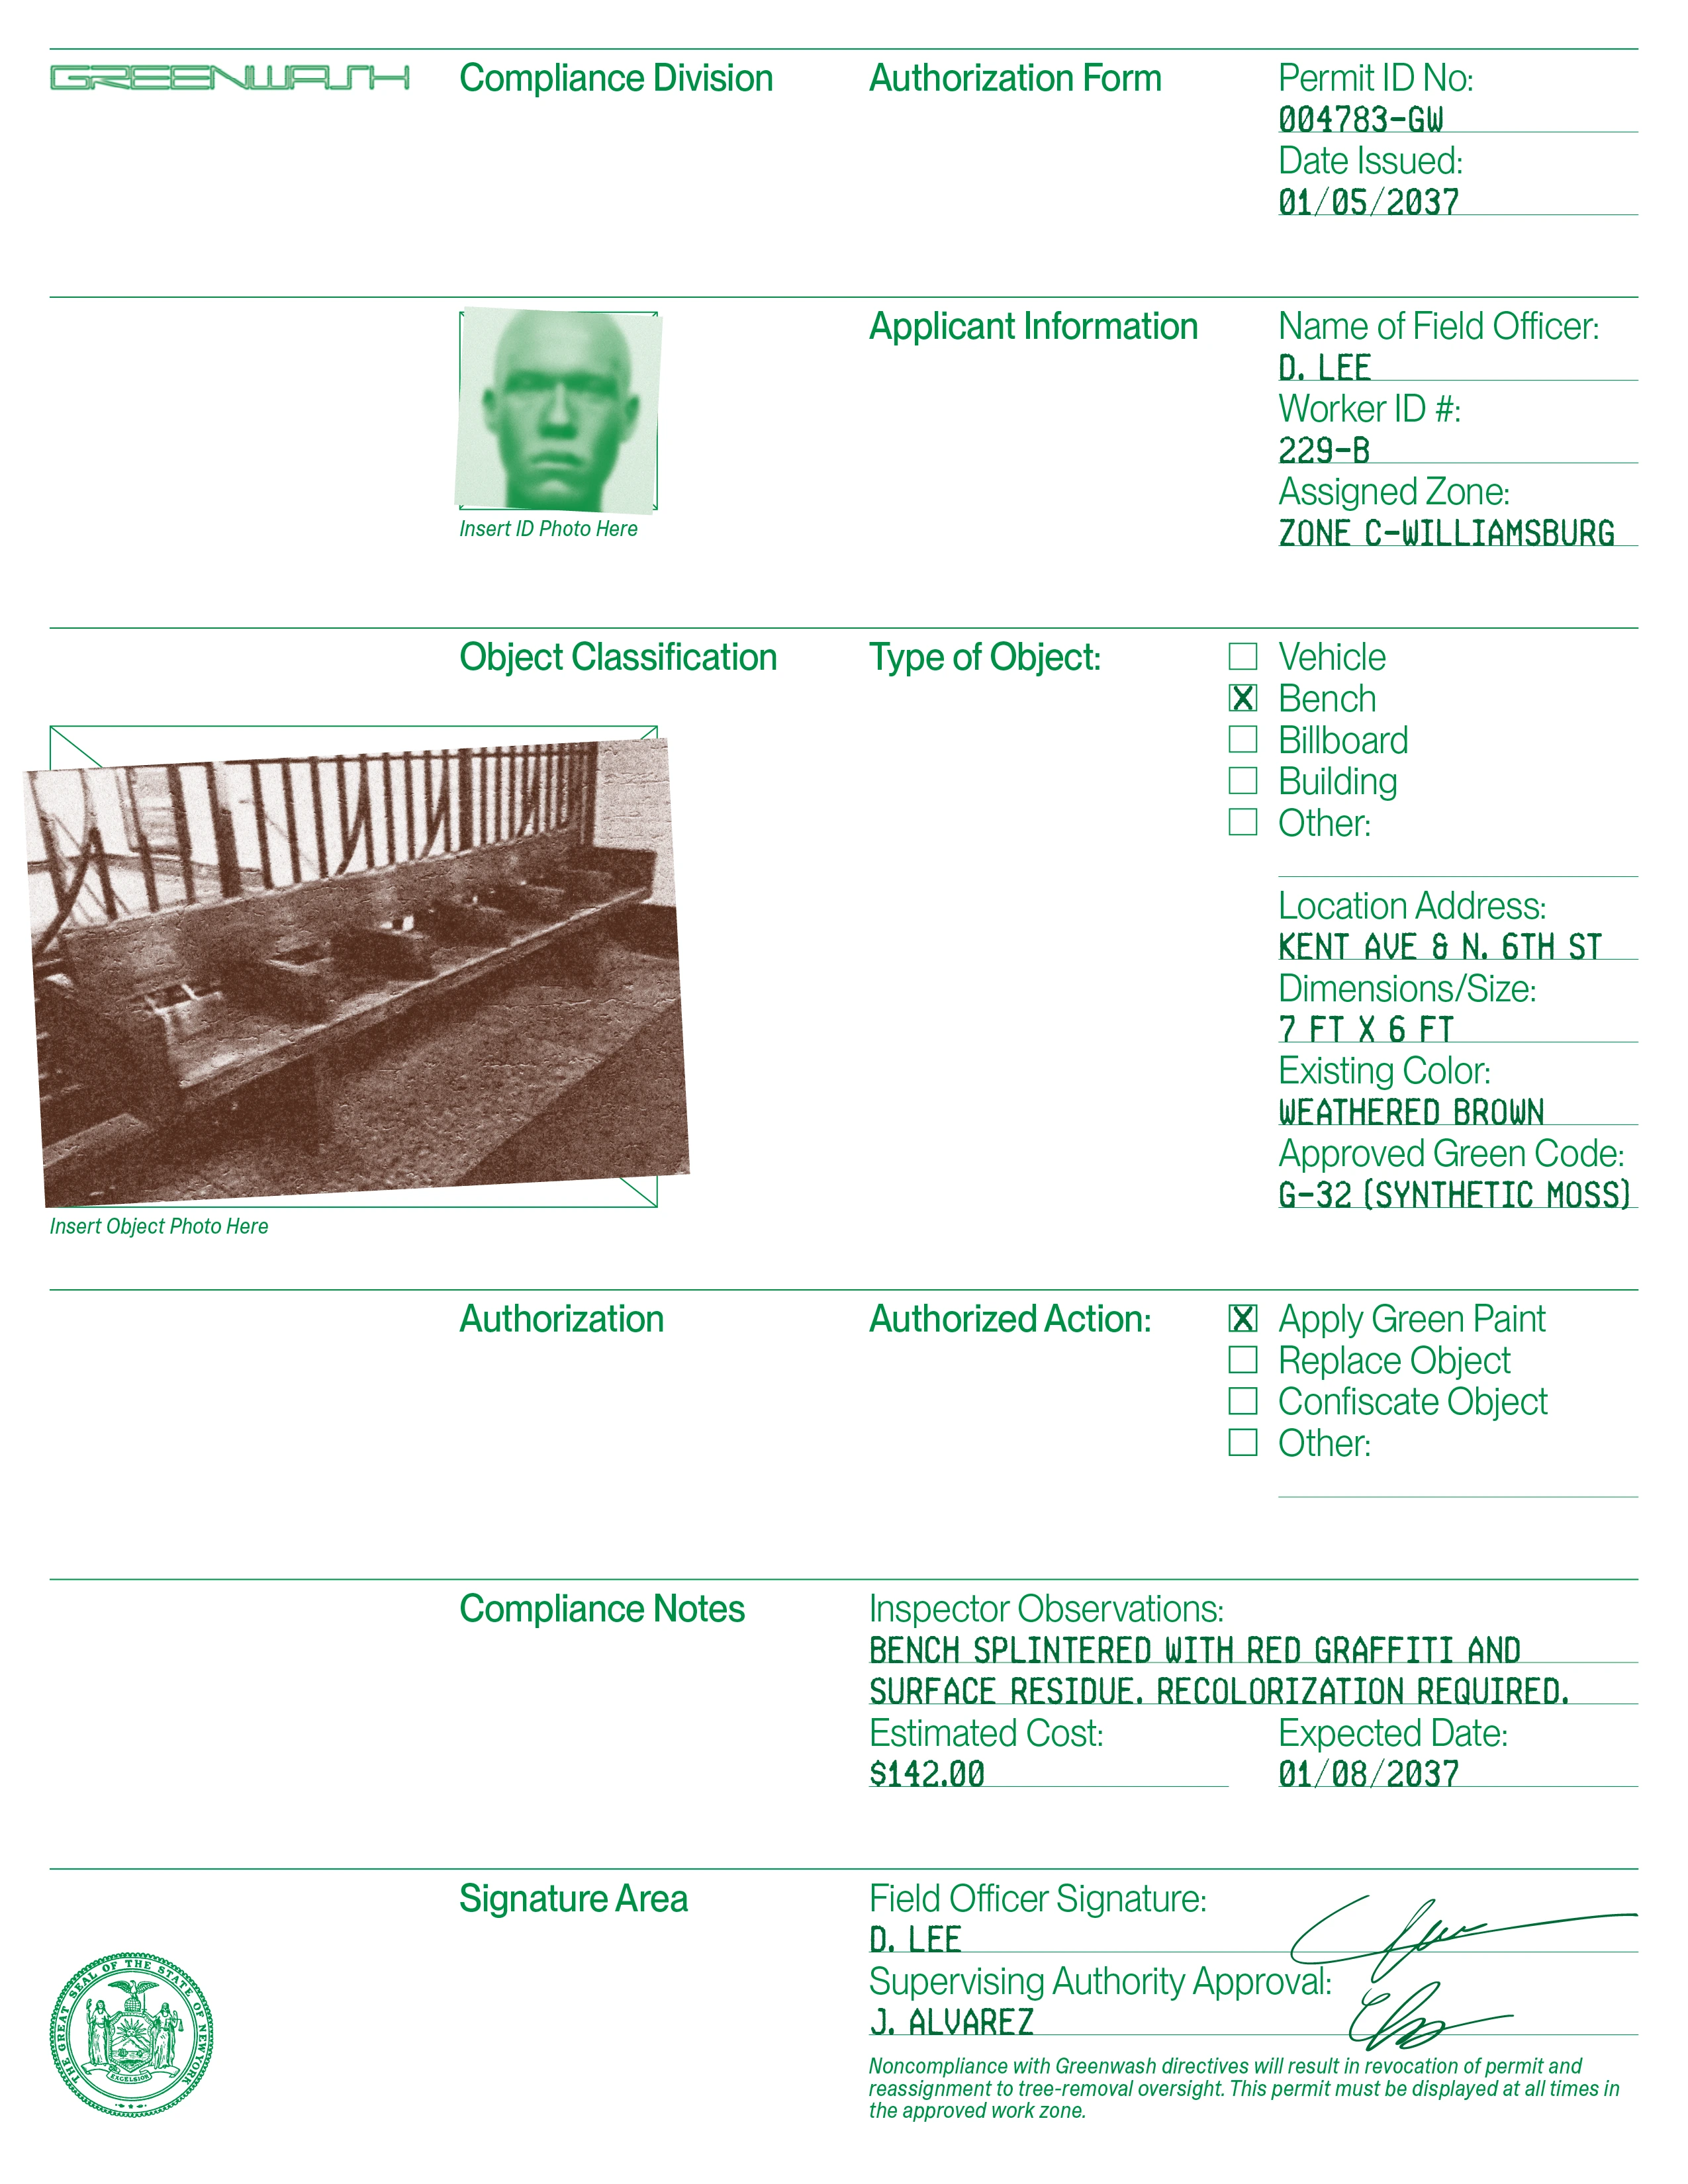 GREENWASH
Compliance Division
Authorization Form
Permit ID No:
004783-GW
Date Issued:
01/05/2037
Insert ID Photo Here
Applicant Information
Name of Field Officer:
D. LEE
Worker ID #:
229-B
Assigned Zone:
ZONE C-WILLIAMSBURG
Object Classification
Insert Object Photo Here
Type of Object:
Vehicle
X Bench
Billboard
Building
Other:
Location Address:
KENT AVE & N. 6TH ST
Dimensions/Size:
7 FT X 6 FT
Existing Color:
WEATHERED BROWN
Approved Green Code:
G-32 (SYNTHETIC MOSS)
Authorization
Authorized Action:
X Apply Green Paint
Replace Object
Confiscate Object
Other:
Compliance Notes
Inspector Observations:
BENCH SPLINTERED WITH RED GRAFFITI AND
SURFACE RESIDUE. RECOLORIZATION REQUIRED.
Estimated Cost:
$142.00
Expected Date:
01/08/2037
Signature Area
Field Officer Signature:
D. LEE
Supervising Authority Approval:
J. ALVAREZ
Noncompliance with Greenwash directives will result in revocation of permit and
reassignment to tree-removal oversight. This permit must be displayed at all times in
the approved work zone.
THE GREAT SEAL OF THE STATE OF NEW YORK
EXCELSIOR